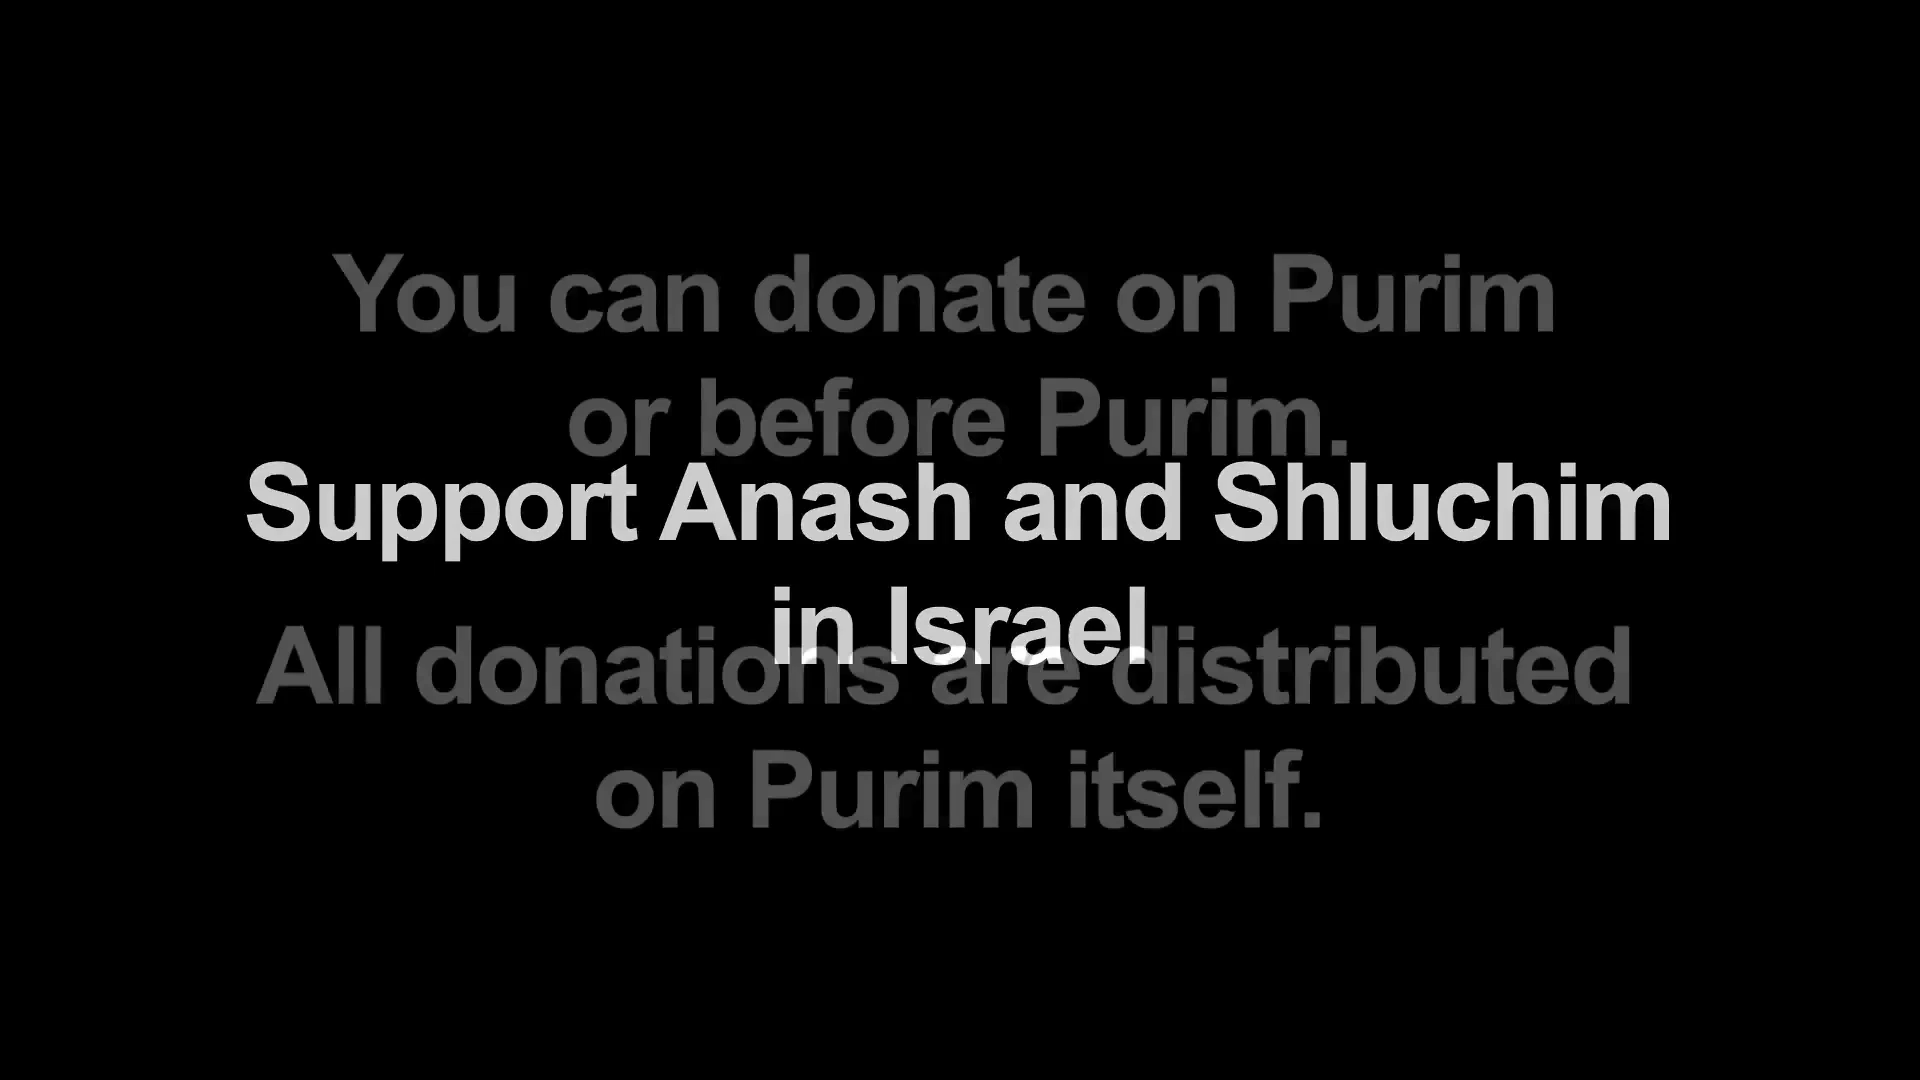 You can donate on Purim
or before Purim.
Support Anash and Shluchim
in Israel
All donations are distributed
on Purim itself.